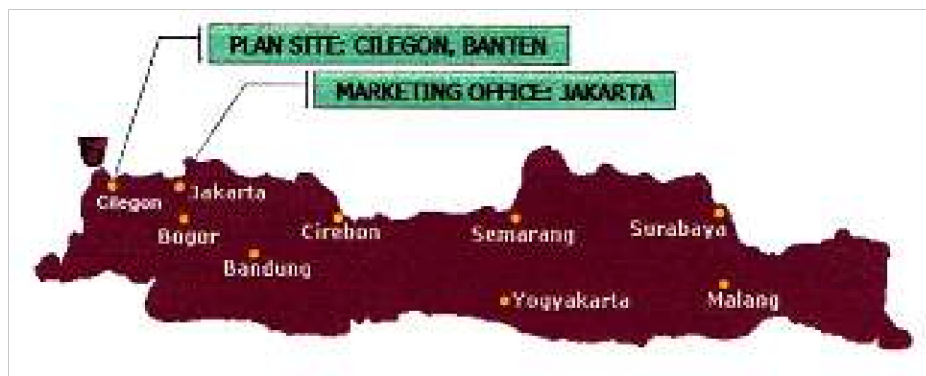 PLAN SITE: CILEGON, BANTEN
MARKETING OFFICE: JAKARTA
Cilegon
Jakarta
Bogor
Cirebon
Semarang
Surabaya
Bandung
Yogyakarta
Malang